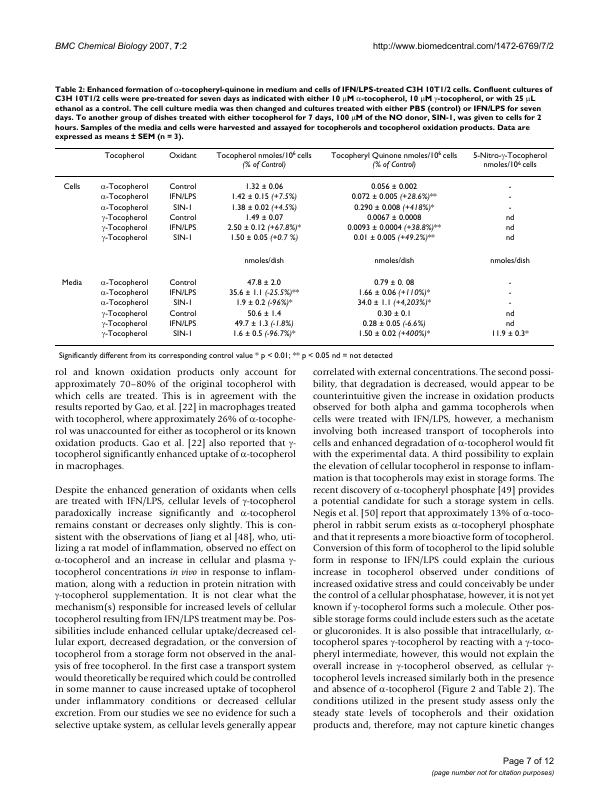 BMC Chemical Biology 2007, 7:2
http://www.biomedcentral.com/1472-6769/7/2
Table 2: Enhanced formation of α-tocopheryl-quinone in medium and cells of IFN/LPS-treated C3H 10T1/2 cells. Confluent cultures of
C3H 10T1/2 cells were pre-treated for seven days as indicated with either 10 μM α-tocopherol, 10 μM γ-tocopherol, or with 25 μL
ethanol as a control. The cell culture media was then changed and cultures treated with either PBS (control) or IFN/LPS for seven
days. To another group of dishes treated with either tocopherol for 7 days, 100 μM of the NO donor, SIN-1, was given to cells for 2
hours. Samples of the media and cells were harvested and assayed for tocopherols and tocopherol oxidation products. Data are
expressed as means ± SEM (n = 3).
Tocopherol Oxidant Tocopherol nmoles/10⁶ cells Tocopheryl Quinone nmoles/10⁶ cells 5-Nitro-γ-Tocopherol
(% of Control) (% of Control) nmoles/10⁶ cells
Cells α-Tocopherol Control 1.32 ± 0.06 0.056 ± 0.002 -
α-Tocopherol IFN/LPS 1.42 ± 0.15 (+7.5%) 0.072 ± 0.005 (+28.6%)** -
α-Tocopherol SIN-1 1.38 ± 0.02 (+4.5%) 0.290 ± 0.008 (+418%)* -
γ-Tocopherol Control 1.49 ± 0.07 0.0067 ± 0.0008 nd
γ-Tocopherol IFN/LPS 2.50 ± 0.12 (+67.8%)* 0.0093 ± 0.0004 (+38.8%)** nd
γ-Tocopherol SIN-1 1.50 ± 0.05 (+0.7 %) 0.01 ± 0.005 (+49.2%)** nd
nmoles/dish nmoles/dish nmoles/dish
Media α-Tocopherol Control 47.8 ± 2.0 0.79 ± 0. 08 -
α-Tocopherol IFN/LPS 35.6 ± 1.1 (-25.5%)** 1.66 ± 0.06 (+110%)* -
α-Tocopherol SIN-1 1.9 ± 0.2 (-96%)* 34.0 ± 1.1 (+4,203%)* -
γ-Tocopherol Control 50.6 ± 1.4 0.30 ± 0.1 nd
γ-Tocopherol IFN/LPS 49.7 ± 1.3 (-1.8%) 0.28 ± 0.05 (-6.6%) nd
γ-Tocopherol SIN-1 1.6 ± 0.5 (-96.7%)* 1.50 ± 0.02 (+400%)* 11.9 ± 0.3*
Significantly different from its corresponding control value * p < 0.01; ** p < 0.05 nd = not detected
rol and known oxidation products only account for
approximately 70–80% of the original tocopherol with
which cells are treated. This is in agreement with the
results reported by Gao, et al. [22] in macrophages treated
with tocopherol, where approximately 26% of α-tocophe-
rol was unaccounted for either as tocopherol or its known
oxidation products. Gao et al. [22] also reported that γ-
tocopherol significantly enhanced uptake of α-tocopherol
in macrophages.
Despite the enhanced generation of oxidants when cells
are treated with IFN/LPS, cellular levels of γ-tocopherol
paradoxically increase significantly and α-tocopherol
remains constant or decreases only slightly. This is con-
sistent with the observations of Jiang et al [48], who, uti-
lizing a rat model of inflammation, observed no effect on
α-tocopherol and an increase in cellular and plasma γ-
tocopherol concentrations in vivo in response to inflam-
mation, along with a reduction in protein nitration with
γ-tocopherol supplementation. It is not clear what the
mechanism(s) responsible for increased levels of cellular
tocopherol resulting from IFN/LPS treatment may be. Pos-
sibilities include enhanced cellular uptake/decreased cel-
lular export, decreased degradation, or the conversion of
tocopherol from a storage form not observed in the anal-
ysis of free tocopherol. In the first case a transport system
would theoretically be required which could be controlled
in some manner to cause increased uptake of tocopherol
under inflammatory conditions or decreased cellular
excretion. From our studies we see no evidence for such a
selective uptake system, as cellular levels generally appear
correlated with external concentrations. The second possi-
bility, that degradation is decreased, would appear to be
counterintuitive given the increase in oxidation products
observed for both alpha and gamma tocopherols when
cells were treated with IFN/LPS, however, a mechanism
involving both increased transport of tocopherols into
cells and enhanced degradation of α-tocopherol would fit
with the experimental data. A third possibility to explain
the elevation of cellular tocopherol in response to inflam-
mation is that tocopherols may exist in storage forms. The
recent discovery of α-tocopheryl phosphate [49] provides
a potential candidate for such a storage system in cells.
Negis et al. [50] report that approximately 13% of α-toco-
pherol in rabbit serum exists as α-tocopheryl phosphate
and that it represents a more bioactive form of tocopherol.
Conversion of this form of tocopherol to the lipid soluble
form in response to IFN/LPS could explain the curious
increase in tocopherol observed under conditions of
increased oxidative stress and could conceivably be under
the control of a cellular phosphatase, however, it is not yet
known if γ-tocopherol forms such a molecule. Other pos-
sible storage forms could include esters such as the acetate
or glucoronides. It is also possible that intracellularly, α-
tocopherol spares γ-tocopherol by reacting with a γ-toco-
pheryl intermediate, however, this would not explain the
overall increase in γ-tocopherol observed, as cellular γ-
tocopherol levels increased similarly both in the presence
and absence of α-tocopherol (Figure 2 and Table 2). The
conditions utilized in the present study assess only the
steady state levels of tocopherols and their oxidation
products and, therefore, may not capture kinetic changes
Page 7 of 12
(page number not for citation purposes)